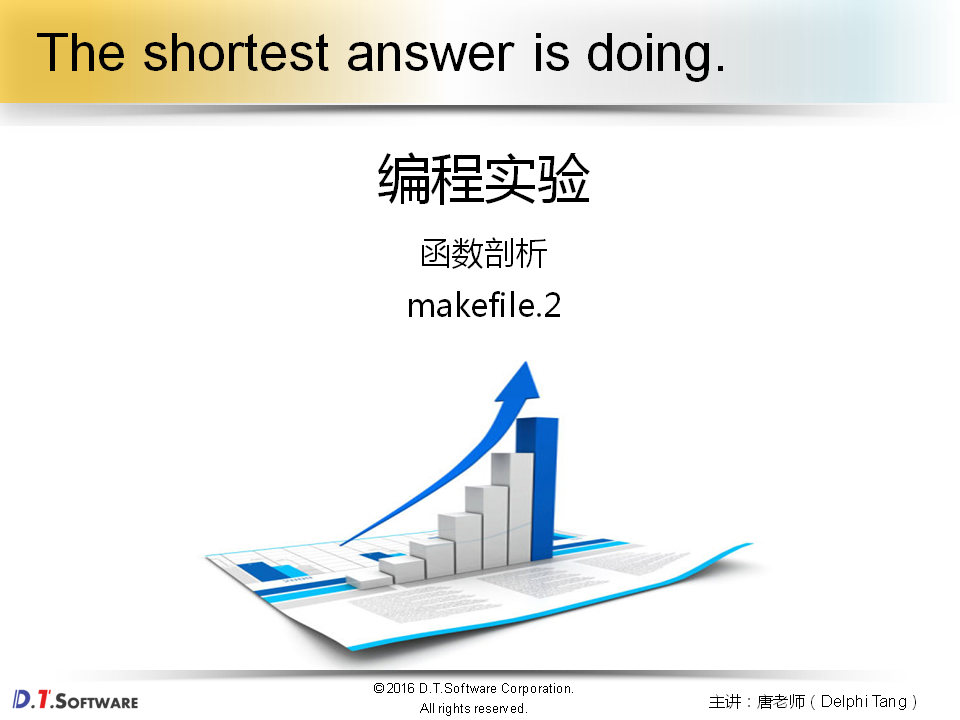 The shortest answer is doing.
编程实验
函数剖析
makefile.2
2009
D.T.SOFTWARE
©2016 D.T.Software Corporation.
All rights reserved.
主讲：唐老师（Delphi Tang）